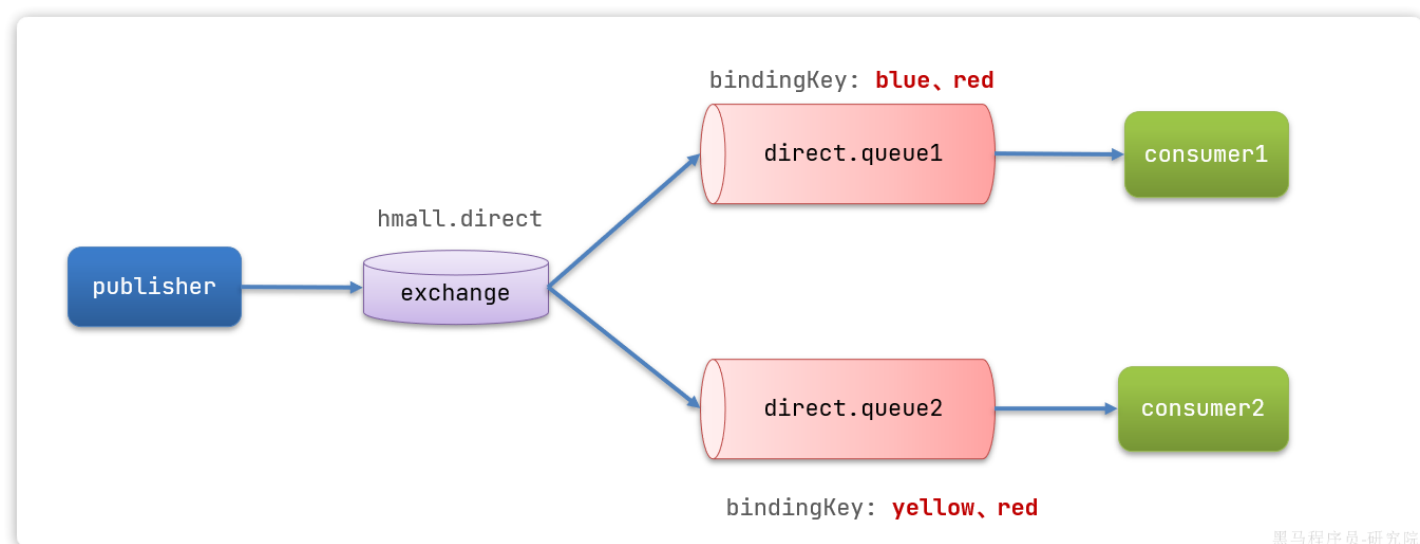 bindingKey: blue、red
direct.queue1
consumer1
hmall.direct
publisher
exchange
direct.queue2
consumer2
bindingKey: yellow、red
黑马程序员-研究院